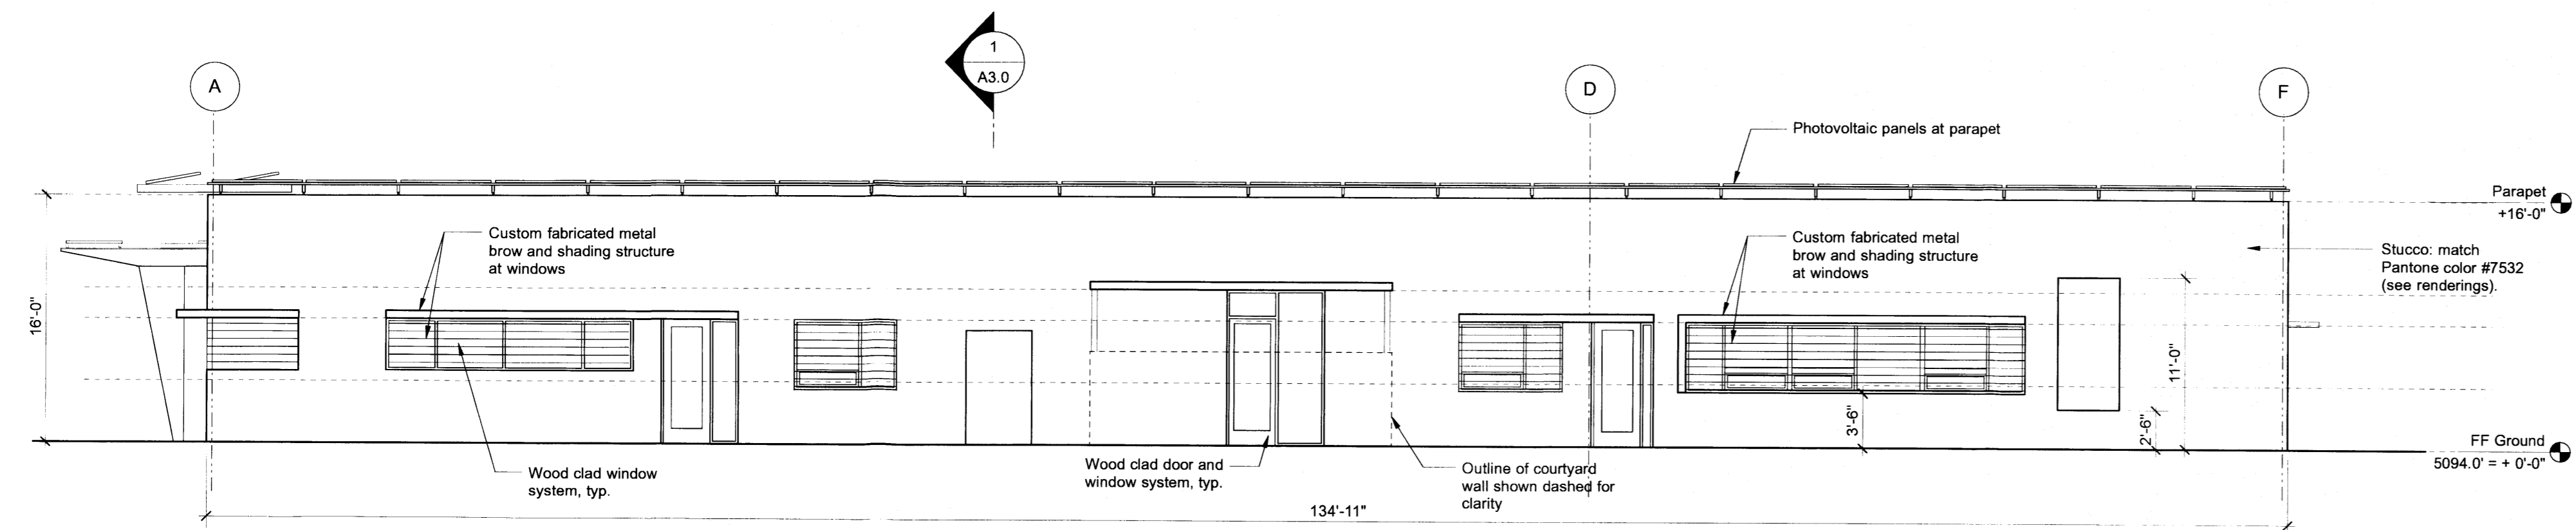 1
A3.0
A
D
F
Photovoltaic panels at parapet
Parapet
+16'-0"
Custom fabricated metal
brow and shading structure
at windows
Custom fabricated metal
brow and shading structure
at windows
Stucco: match
Pantone color #7532
(see renderings).
16'-0"
11'-0"
3'-6"
2'-6"
FF Ground
5094.0' = + 0'-0"
Wood clad window
system, typ.
Wood clad door and
window system, typ.
Outline of courtyard
wall shown dashed for
clarity
134'-11"